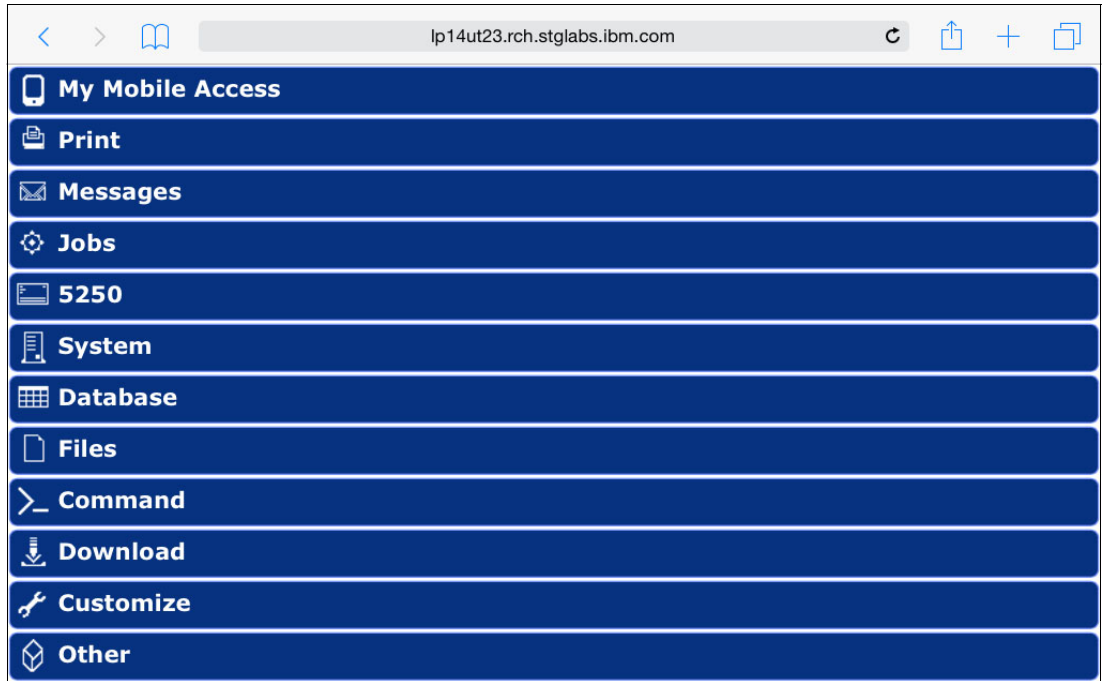 lp14ut23.rch.stglabs.ibm.com
My Mobile Access
Print
Messages
Jobs
5250
System
Database
Files
Command
Download
Customize
Other